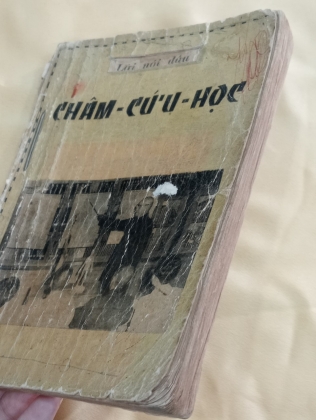 Lời nói đầu
CHÂM-CỨU-HỌC